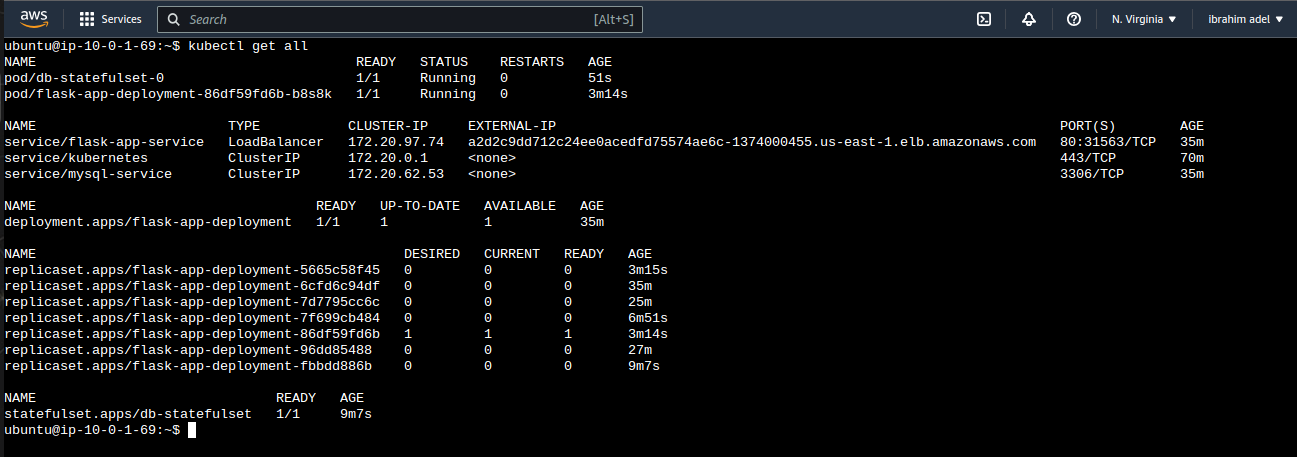 aws Services Search [Alt+S] N. Virginia ibrahim adel
ubuntu@ip-10-0-1-69:~$ kubectl get all
NAME READY STATUS RESTARTS AGE
pod/db-statefulset-0 1/1 Running 0 51s
pod/flask-app-deployment-86df59fd6b-b8s8k 1/1 Running 0 3m14s
NAME TYPE CLUSTER-IP EXTERNAL-IP PORT(S) AGE
service/flask-app-service LoadBalancer 172.20.97.74 a2d2c9dd712c24ee0acedfd75574ae6c-1374000455.us-east-1.elb.amazonaws.com 80:31563/TCP 35m
service/kubernetes ClusterIP 172.20.0.1 <none> 443/TCP 70m
service/mysql-service ClusterIP 172.20.62.53 <none> 3306/TCP 35m
NAME READY UP-TO-DATE AVAILABLE AGE
deployment.apps/flask-app-deployment 1/1 1 1 35m
NAME DESIRED CURRENT READY AGE
replicaset.apps/flask-app-deployment-5665c58f45 0 0 0 3m15s
replicaset.apps/flask-app-deployment-6cfd6c94df 0 0 0 35m
replicaset.apps/flask-app-deployment-7d7795cc6c 0 0 0 25m
replicaset.apps/flask-app-deployment-7f699cb484 0 0 0 6m51s
replicaset.apps/flask-app-deployment-86df59fd6b 1 1 1 3m14s
replicaset.apps/flask-app-deployment-96dd85488 0 0 0 27m
replicaset.apps/flask-app-deployment-fbbdd886b 0 0 0 9m7s
NAME READY AGE
statefulset.apps/db-statefulset 1/1 9m7s
ubuntu@ip-10-0-1-69:~$